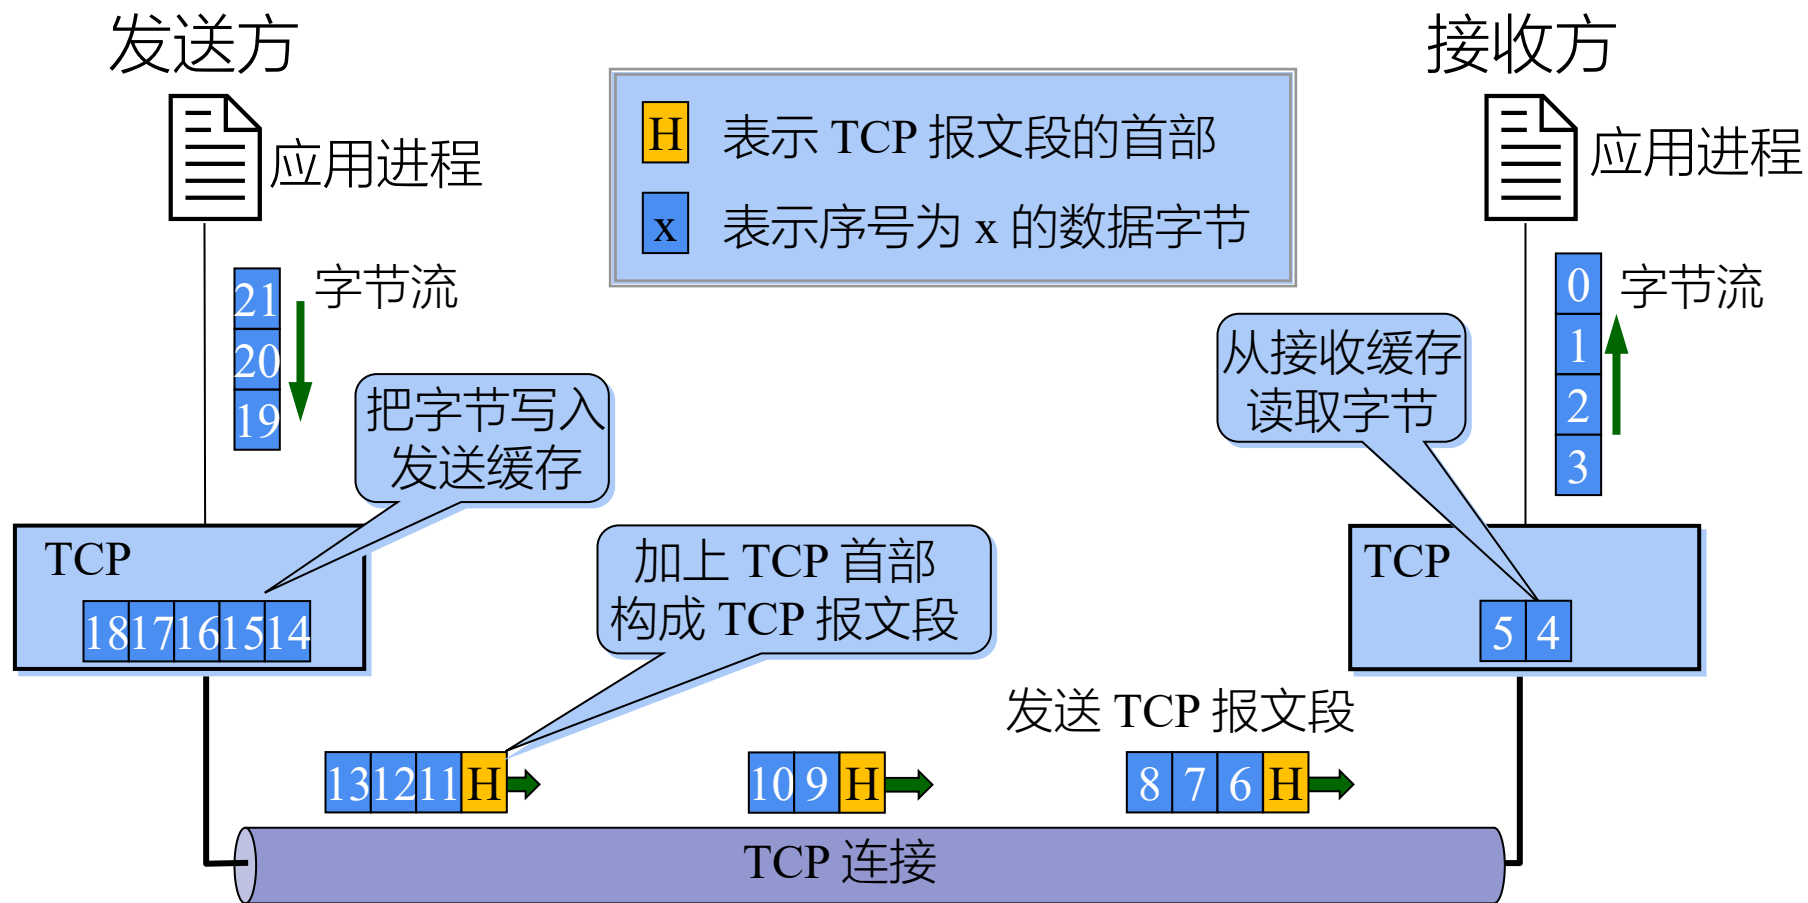 发送方
接收方
应用进程
H 表示 TCP 报文段的首部
应用进程
x 表示序号为 x 的数据字节
21
20
19
字节流
0
1
2
3
字节流
把字节写入
发送缓存
从接收缓存
读取字节
TCP
18 17 16 15 14
加上 TCP 首部
构成 TCP 报文段
TCP
5 4
发送 TCP 报文段
13 12 11 H
10 9 H
8 7 6 H
TCP 连接